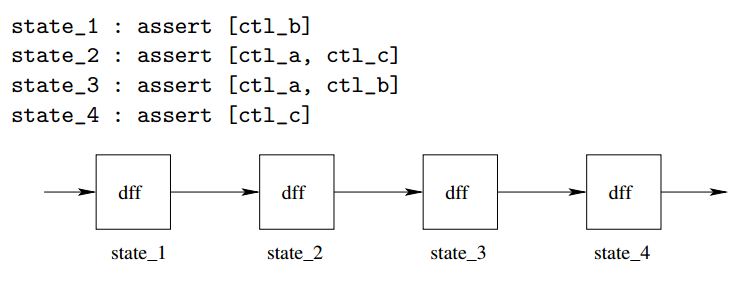 state_1 : assert [ctl_b]
state_2 : assert [ctl_a, ctl_c]
state_3 : assert [ctl_a, ctl_b]
state_4 : assert [ctl_c]
dff dff dff dff
state_1 state_2 state_3 state_4